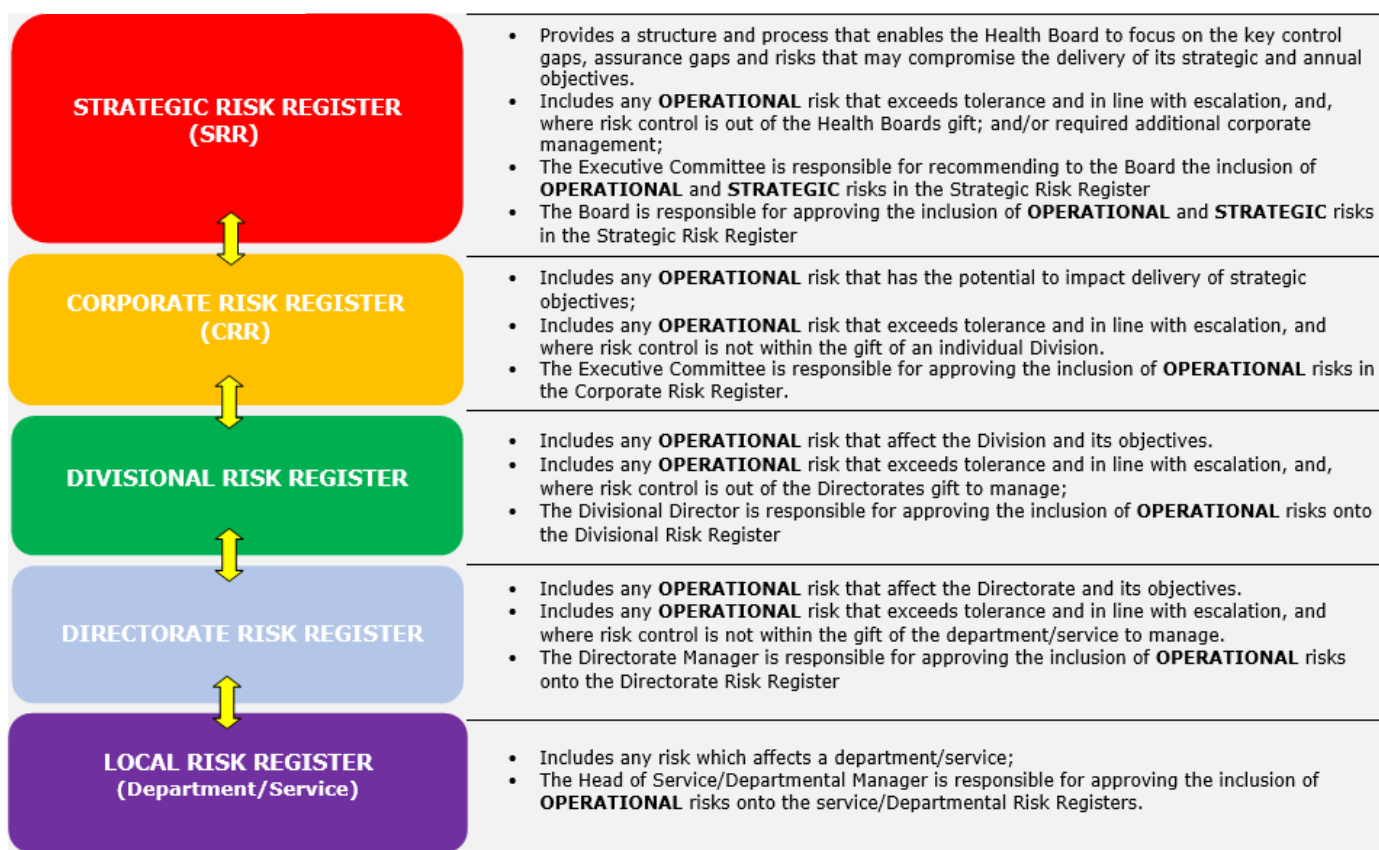 STRATEGIC RISK REGISTER
(SRR)
• Provides a structure and process that enables the Health Board to focus on the key control
gaps, assurance gaps and risks that may compromise the delivery of its strategic and annual
objectives.
• Includes any OPERATIONAL risk that exceeds tolerance and in line with escalation, and,
where risk control is out of the Health Boards gift; and/or required additional corporate
management;
• The Executive Committee is responsible for recommending to the Board the inclusion of
OPERATIONAL and STRATEGIC risks in the Strategic Risk Register
• The Board is responsible for approving the inclusion of OPERATIONAL and STRATEGIC risks
in the Strategic Risk Register
CORPORATE RISK REGISTER
(CRR)
• Includes any OPERATIONAL risk that has the potential to impact delivery of strategic
objectives;
• Includes any OPERATIONAL risk that exceeds tolerance and in line with escalation, and
where risk control is not within the gift of an individual Division.
• The Executive Committee is responsible for approving the inclusion of OPERATIONAL risks in
the Corporate Risk Register.
DIVISIONAL RISK REGISTER
• Includes any OPERATIONAL risk that affect the Division and its objectives.
• Includes any OPERATIONAL risk that exceeds tolerance and in line with escalation, and,
where risk control is out of the Directorates gift to manage;
• The Divisional Director is responsible for approving the inclusion of OPERATIONAL risks onto
the Divisional Risk Register
DIRECTORATE RISK REGISTER
• Includes any OPERATIONAL risk that affect the Directorate and its objectives.
• Includes any OPERATIONAL risk that exceeds tolerance and in line with escalation, and
where risk control is not within the gift of the department/service to manage.
• The Directorate Manager is responsible for approving the inclusion of OPERATIONAL risks
onto the Directorate Risk Register
LOCAL RISK REGISTER
(Department/Service)
• Includes any risk which affects a department/service;
• The Head of Service/Departmental Manager is responsible for approving the inclusion of
OPERATIONAL risks onto the service/Departmental Risk Registers.